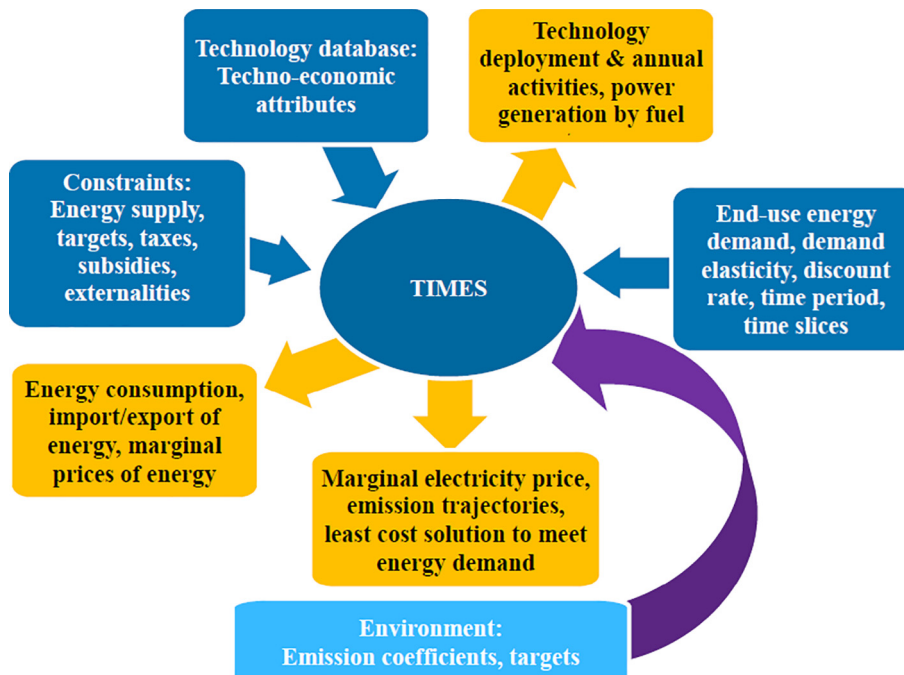 Technology database:
Techno-economic
attributes
Technology
deployment & annual
activities, power
generation by fuel
Constraints:
Energy supply,
targets, taxes,
subsidies,
externalities
TIMES
End-use energy
demand, demand
elasticity, discount
rate, time period,
time slices
Energy consumption,
import/export of
energy, marginal
prices of energy
Marginal electricity price,
emission trajectories,
least cost solution to meet
energy demand
Environment:
Emission coefficients, targets